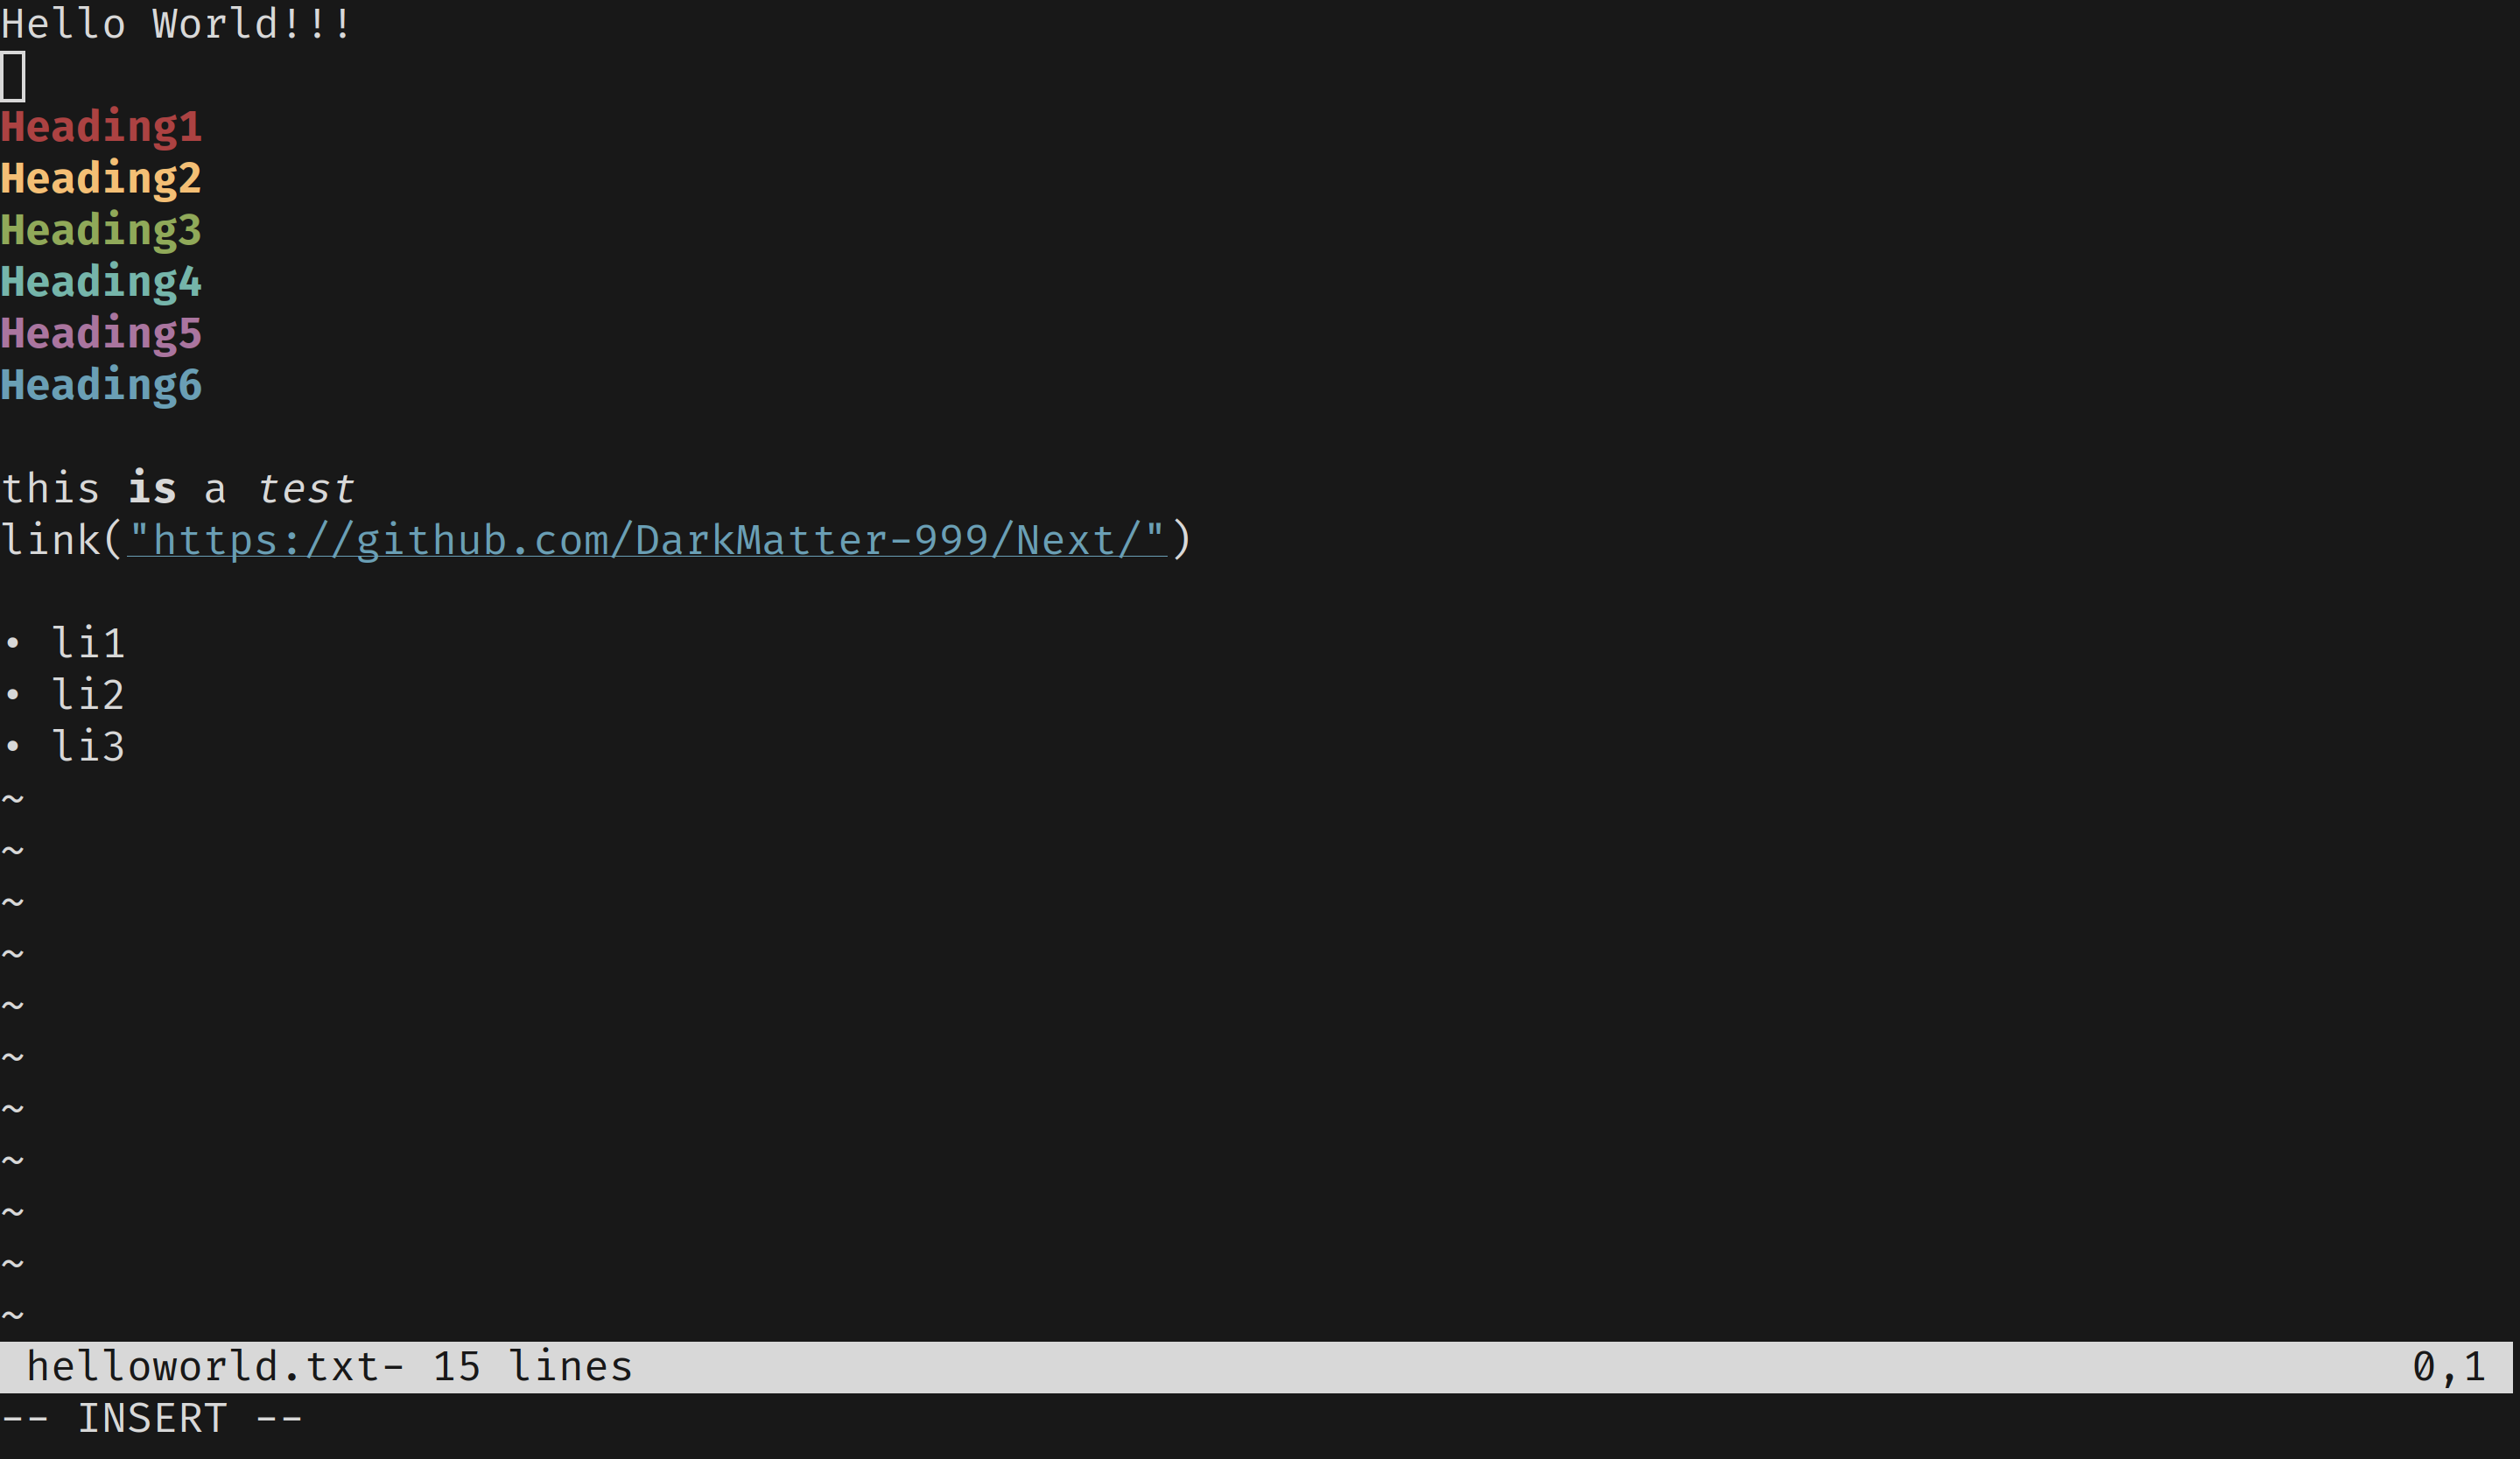 Hello World!!!
Heading1
Heading2
Heading3
Heading4
Heading5
Heading6
this is a test
link("https://github.com/DarkMatter-999/Next/")
• li1
• li2
• li3
~
~
~
~
~
~
~
~
~
~
~
helloworld.txt- 15 lines 0,1
-- INSERT --